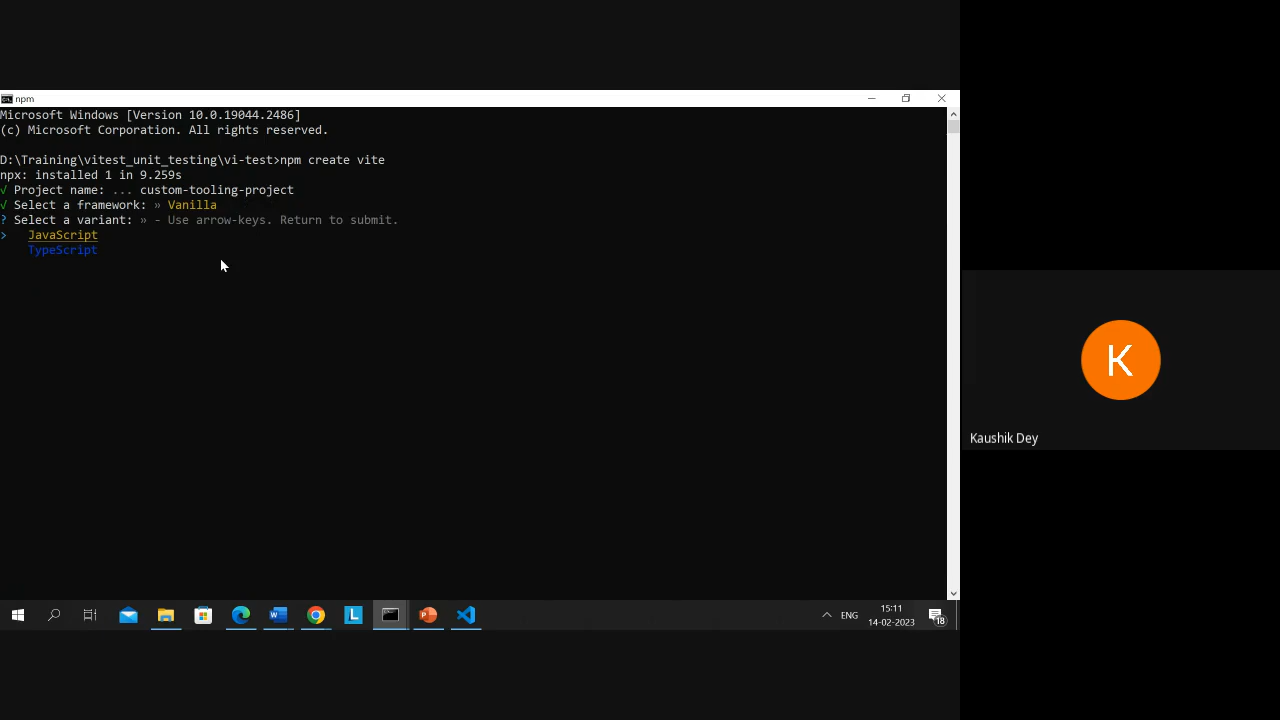 npm
Microsoft Windows [Version 10.0.19044.2486]
(c) Microsoft Corporation. All rights reserved.
D:\Training\vitest_unit_testing\vi-test>npm create vite
npx: installed 1 in 9.259s
√ Project name: ... custom-tooling-project
√ Select a framework: » Vanilla
? Select a variant: » - Use arrow-keys. Return to submit.
> JavaScript
TypeScript
K
Kaushik Dey
L
ENG
15:11
14-02-2023
18